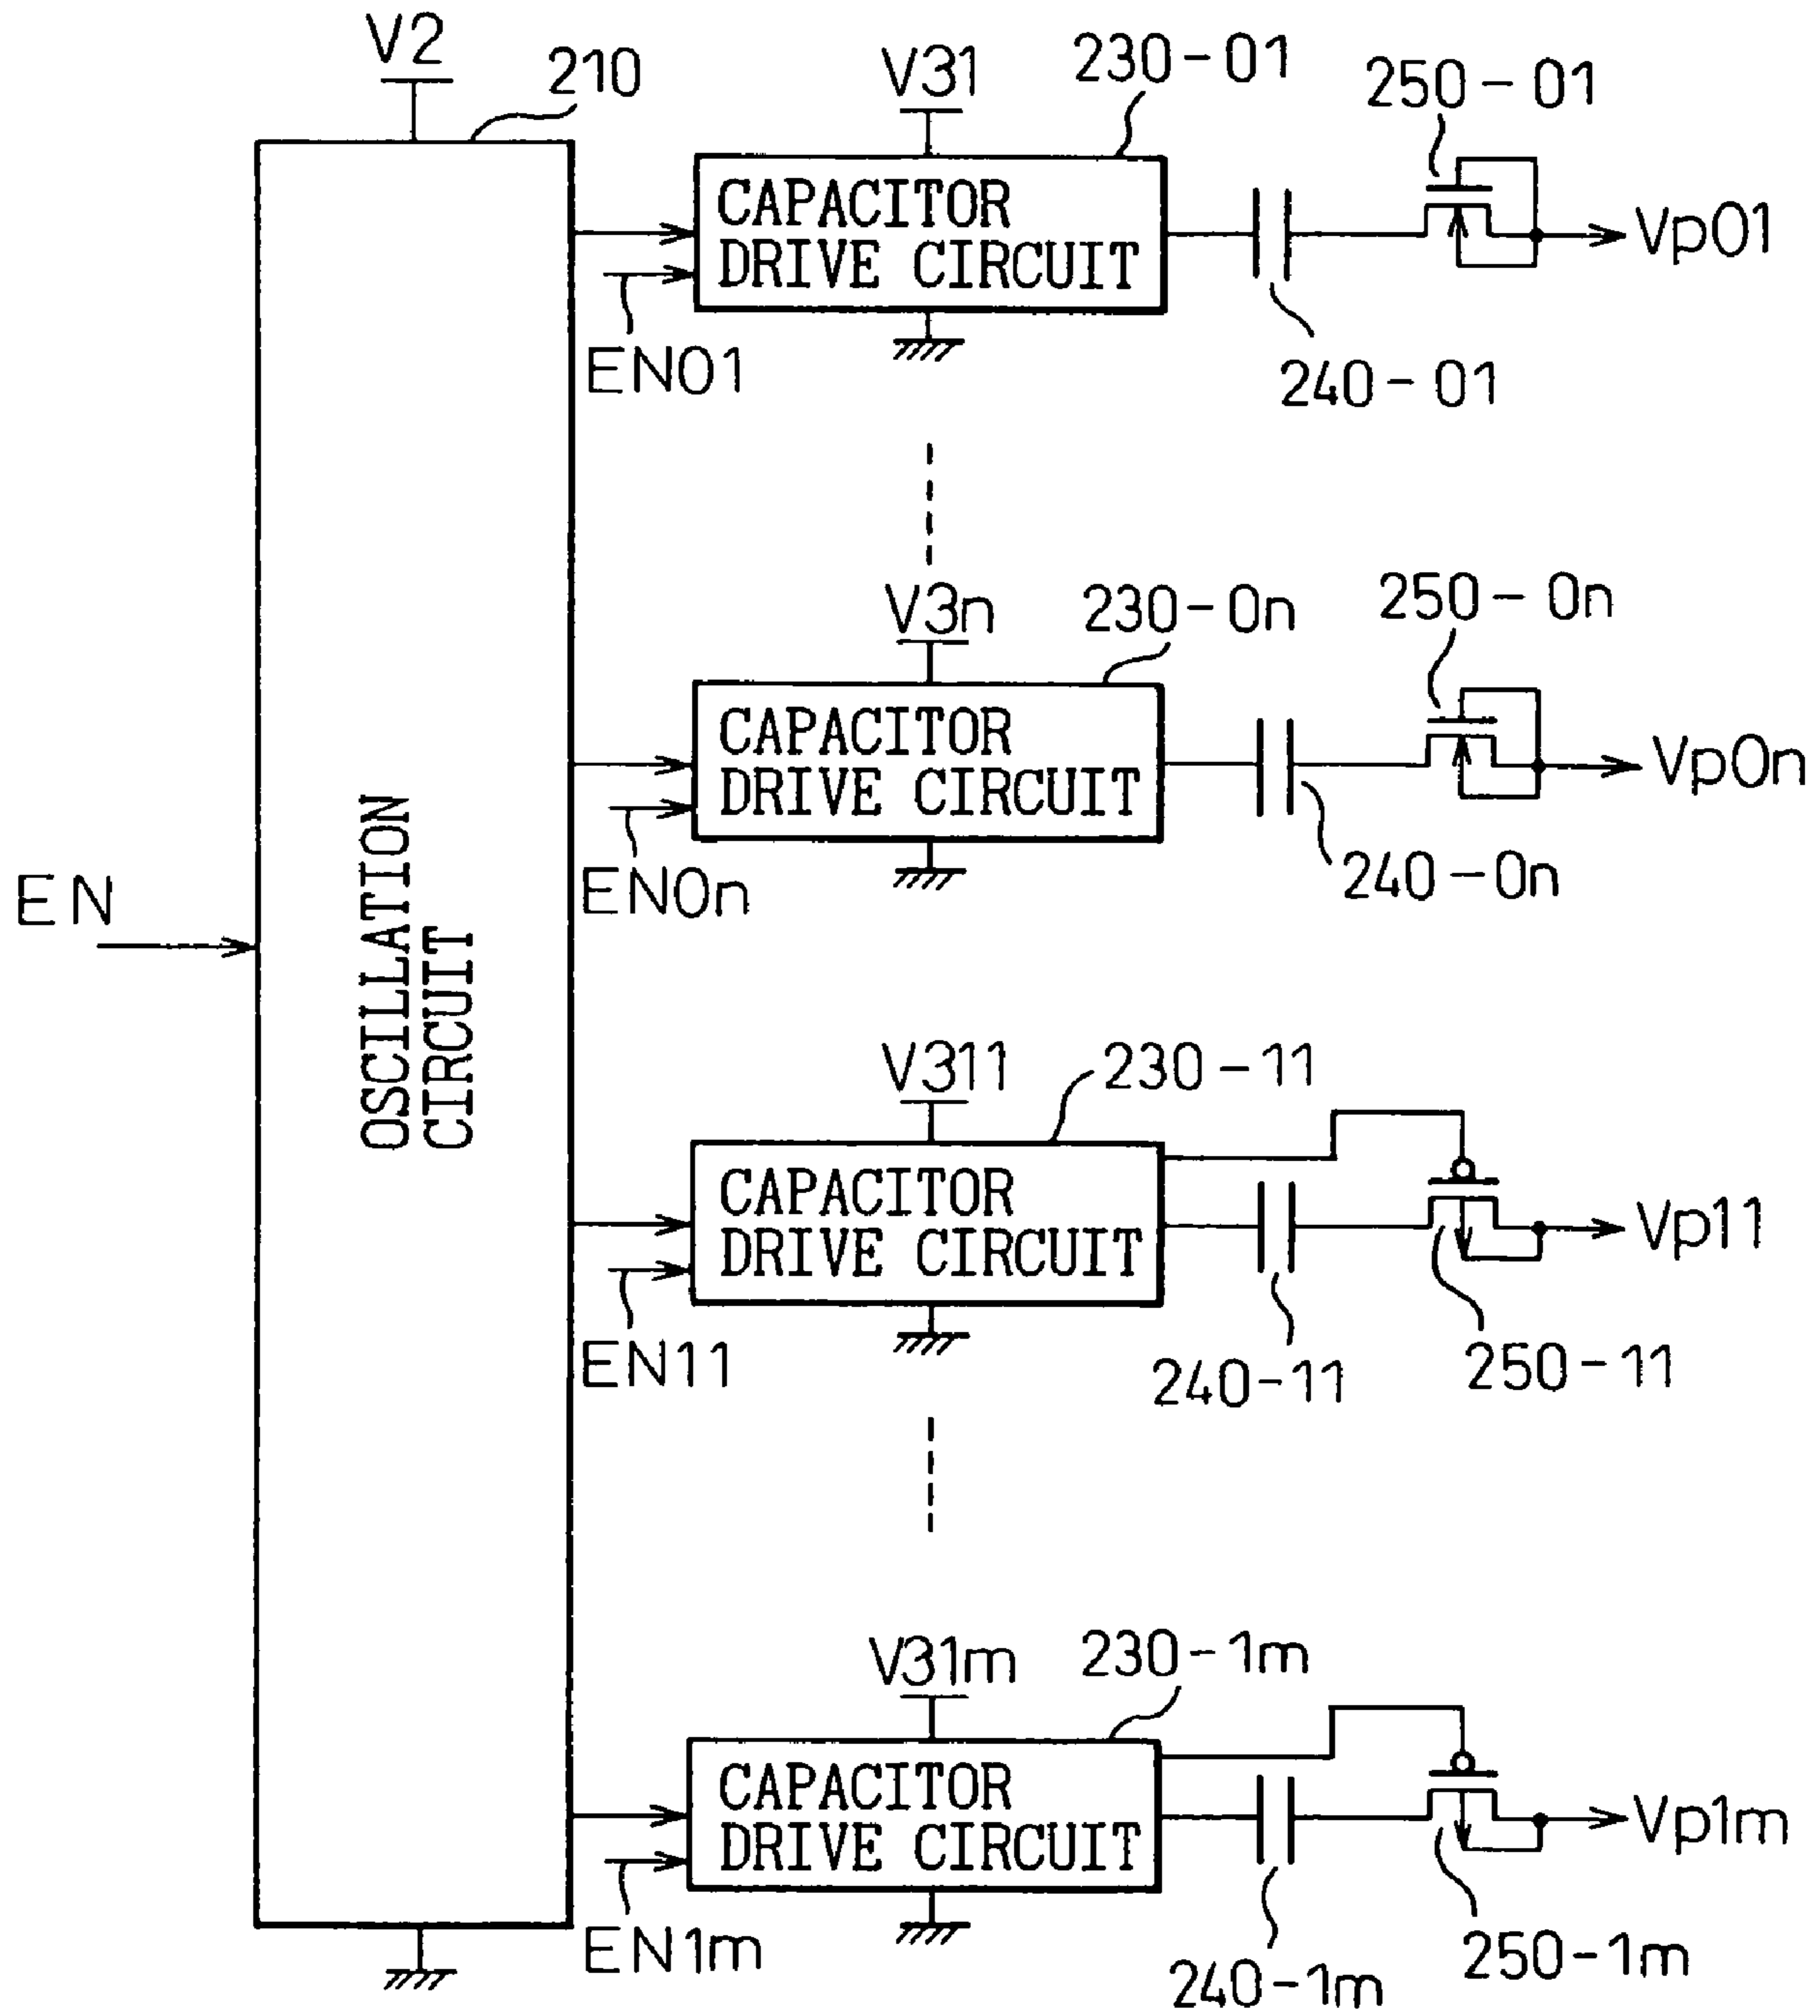 V2
210
V31
230-01
250-01
CAPACITOR
DRIVE CIRCUIT
Vp01
EN01
240-01
V3n
230-0n
250-0n
CAPACITOR
DRIVE CIRCUIT
Vp0n
EN0n
240-0n
EN
OSCILLATION
CIRCUIT
V311
230-11
CAPACITOR
DRIVE CIRCUIT
Vp11
EN11
240-11
250-11
V31m
230-1m
CAPACITOR
DRIVE CIRCUIT
Vp1m
EN1m
240-1m
250-1m